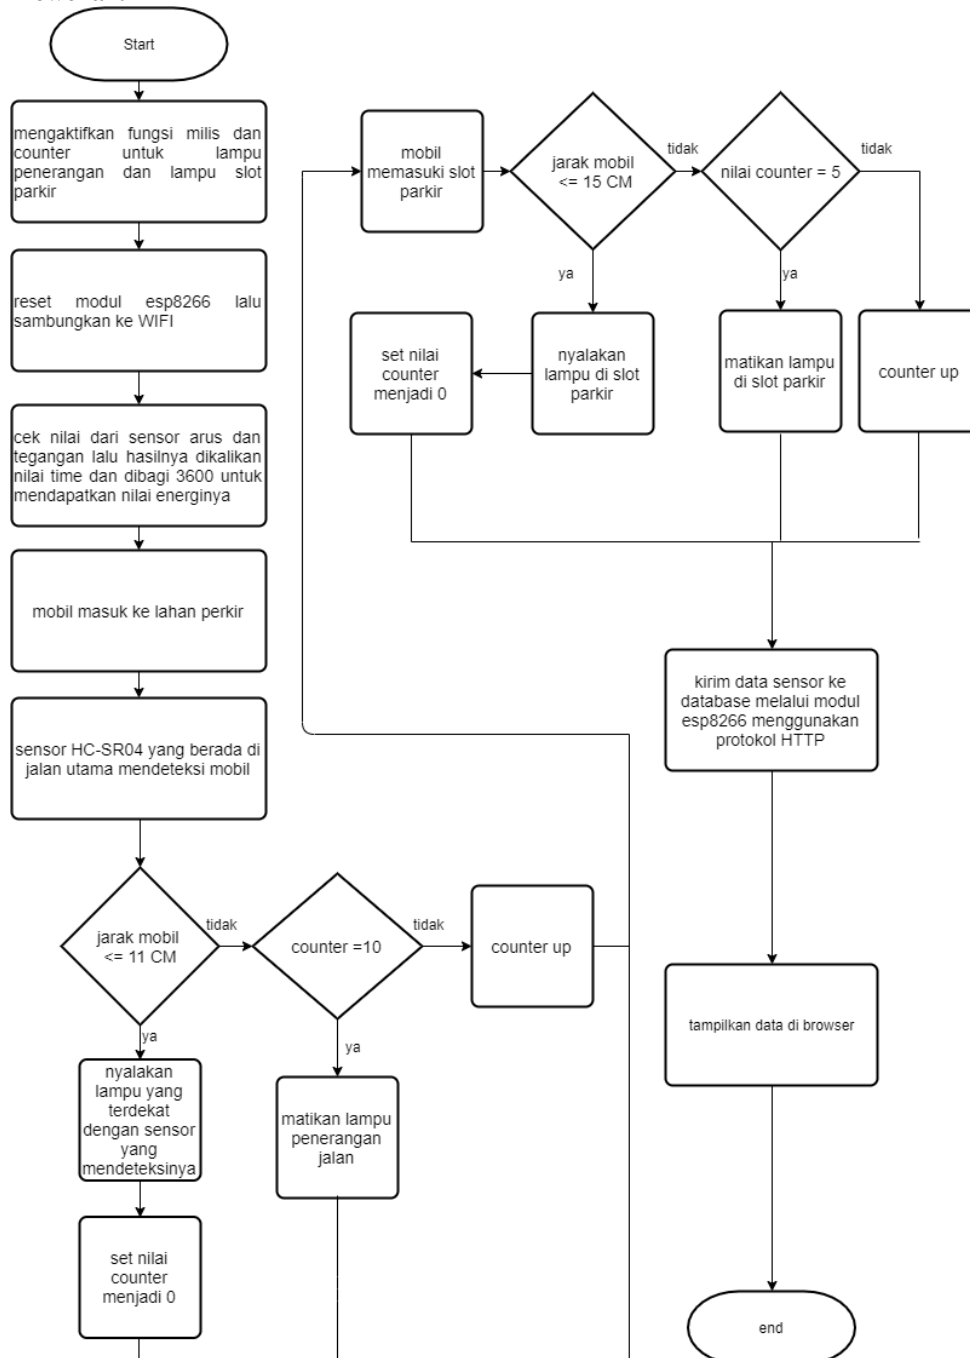 Start
mengaktifkan fungsi milis dan
counter untuk lampu
penerangan dan lampu slot
parkir
reset modul esp8266 lalu
sambungkan ke WIFI
cek nilai dari sensor arus dan
tegangan lalu hasilnya dikalikan
nilai time dan dibagi 3600 untuk
mendapatkan nilai energinya
mobil masuk ke lahan perkir
sensor HC-SR04 yang berada di
jalan utama mendeteksi mobil
jarak mobil
<= 11 CM
tidak
counter =10
tidak
counter up
ya
nyalakan
lampu yang
terdekat
dengan sensor
yang
mendeteksinya
ya
matikan lampu
penerangan
jalan
set nilai
counter
menjadi 0
mobil
memasuki slot
parkir
jarak mobil
<= 15 CM
tidak
nilai counter = 5
tidak
ya
nyalakan
lampu di slot
parkir
set nilai
counter
menjadi 0
ya
matikan lampu
di slot parkir
counter up
kirim data sensor ke
database melalui modul
esp8266 menggunakan
protokol HTTP
tampilkan data di browser
end